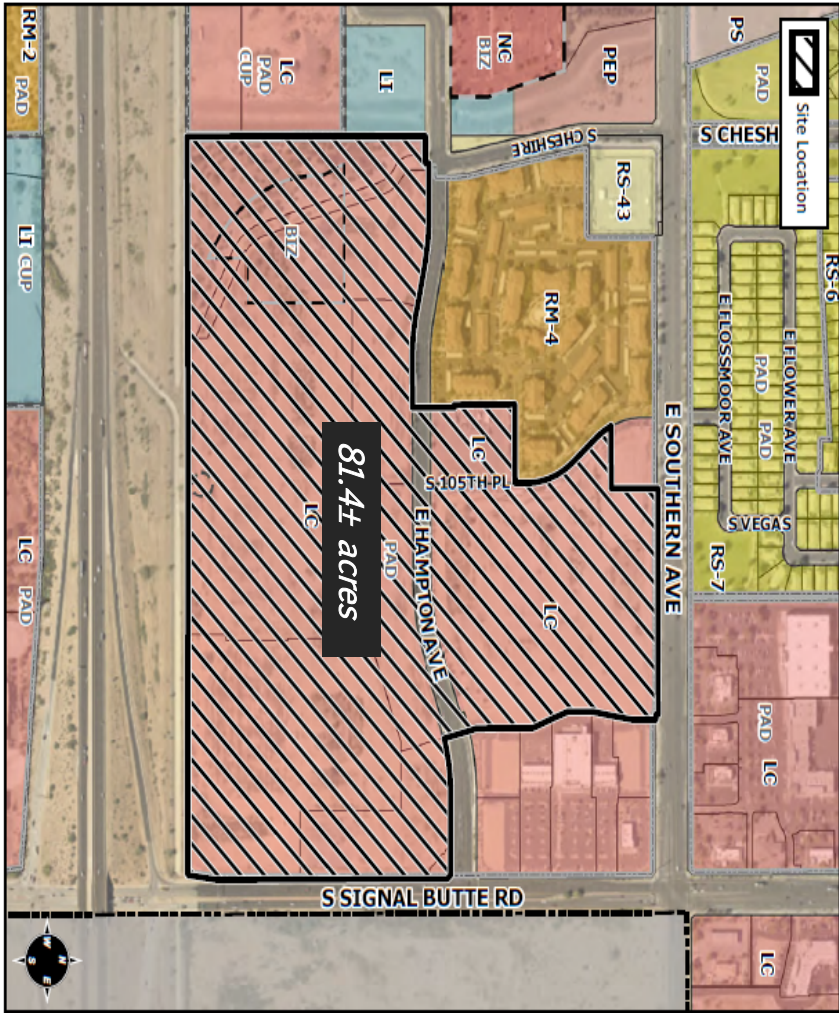 Site Location
RS-6
PS
PAD
S CHESH
E FLOWER AVE
PAD
PAD
E FLOSSMOOR AVE
S VEGAS
RS-7
PAD
LC
LC
E SOUTHERN AVE
PEP
RS-43
NC
BIZ
S CHESHIRE
RM-4
LC
S 105TH PL
LC
E HAMPTON AVE
LI
PAD
LC
PAD
CUP
BIZ
81.4± acres
LC
S SIGNAL BUTTE RD
RM-2
PAD
LI CUP
LC
PAD
N
W
E
S